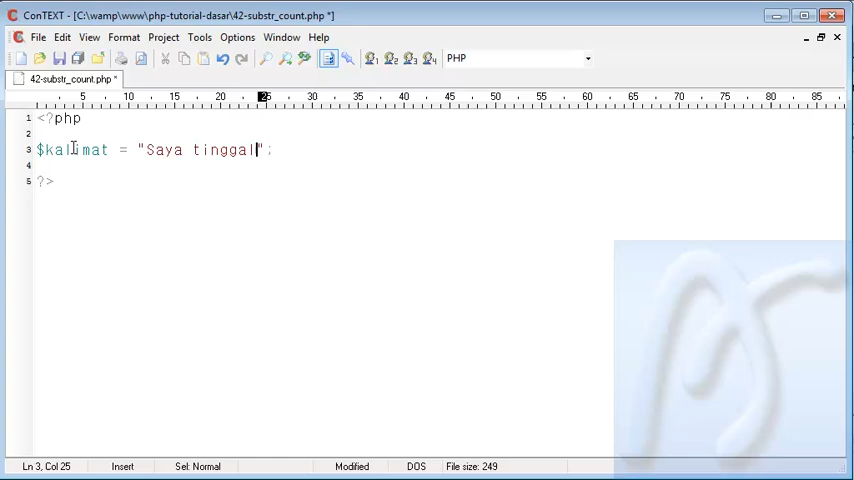 ConTEXT - [C:\wamp\www\php-tutorial-dasar\42-substr_count.php *]
File Edit View Format Project Tools Options Window Help
PHP
42-substr_count.php *
5 10 15 20 25 30 35 40 45 50 55 60 65 70 75 80 85
1 <?php
2
3 $kalimat = "Saya tinggal";
4
5 ?>
Ln 3, Col 25 Insert Sel: Normal Modified DOS File size: 249